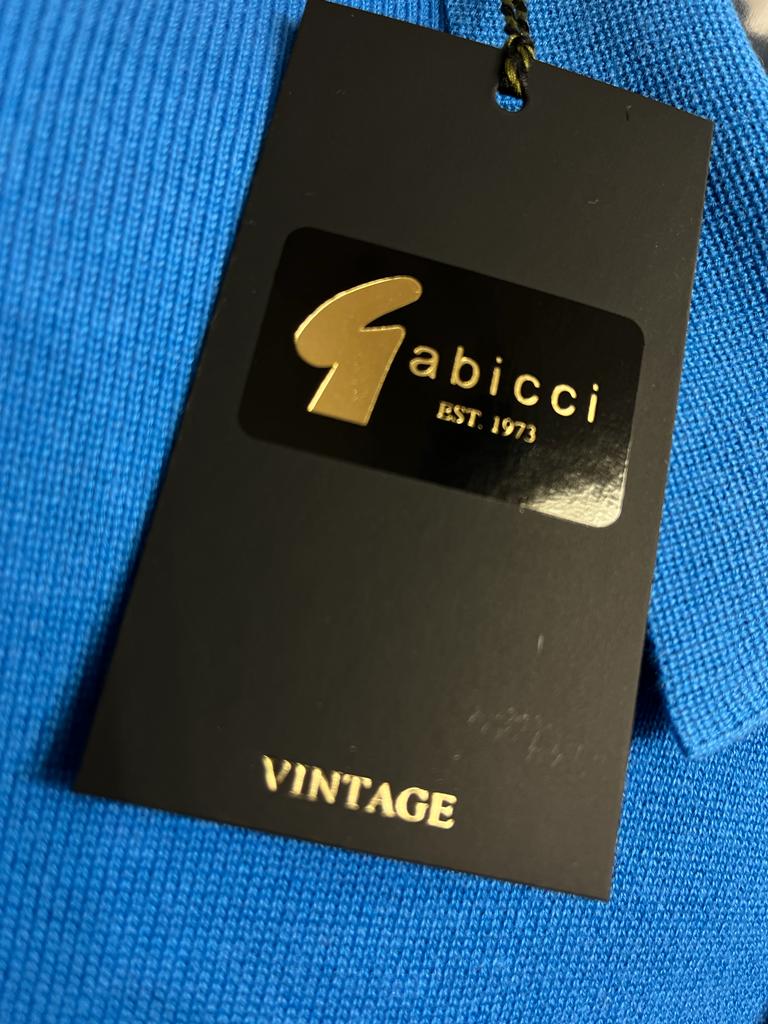 Gabicci
EST. 1973
VINTAGE